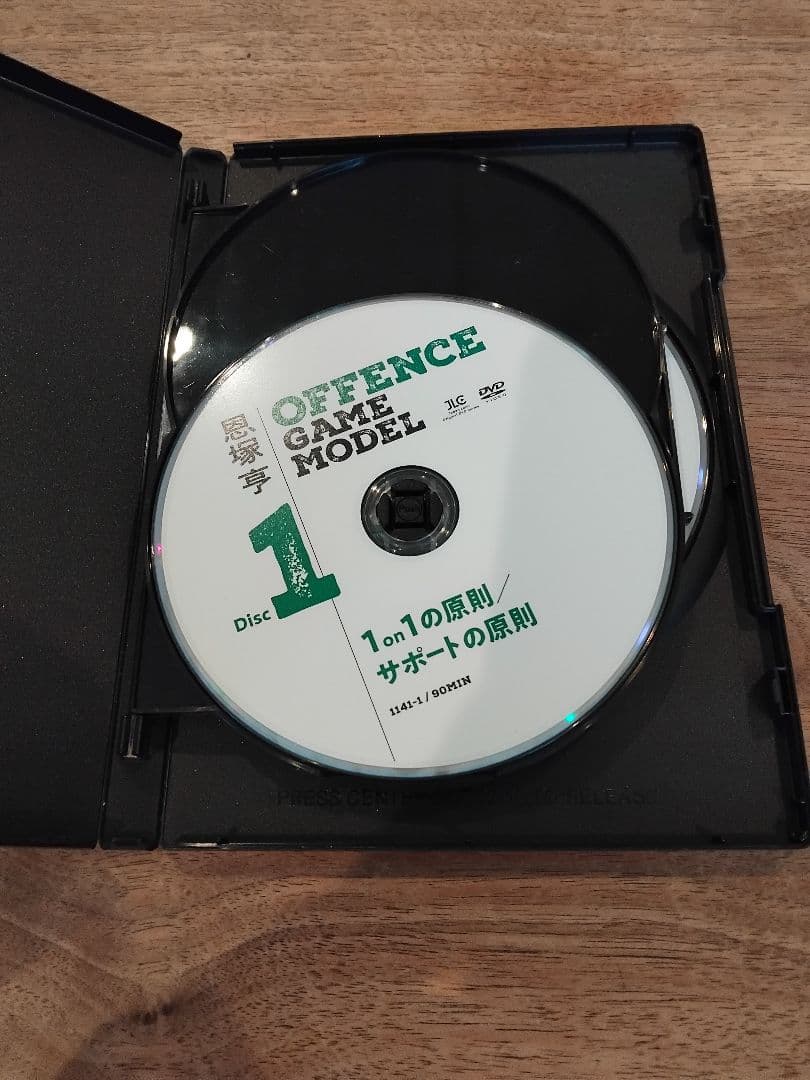 OFFENCE
GAME
MODEL
恩塚亨
JLC
DVD
Disc 1
1on1の原則/
サポートの原則
1141-1 / 90MIN